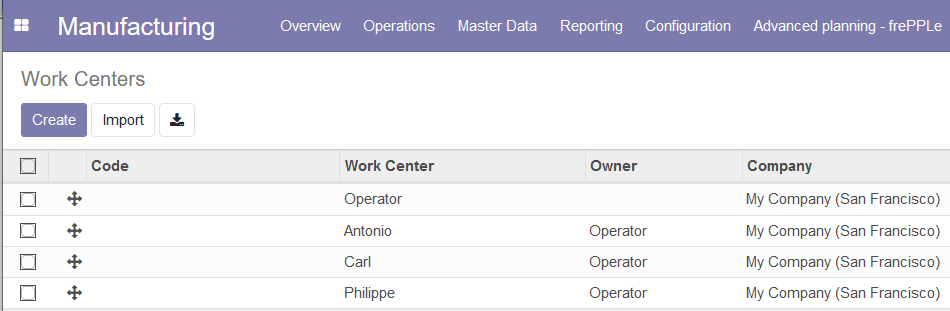 Manufacturing Overview Operations Master Data Reporting Configuration Advanced planning - frePPLe
Work Centers
Create Import
Code Work Center Owner Company
Operator My Company (San Francisco)
Antonio Operator My Company (San Francisco)
Carl Operator My Company (San Francisco)
Philippe Operator My Company (San Francisco)